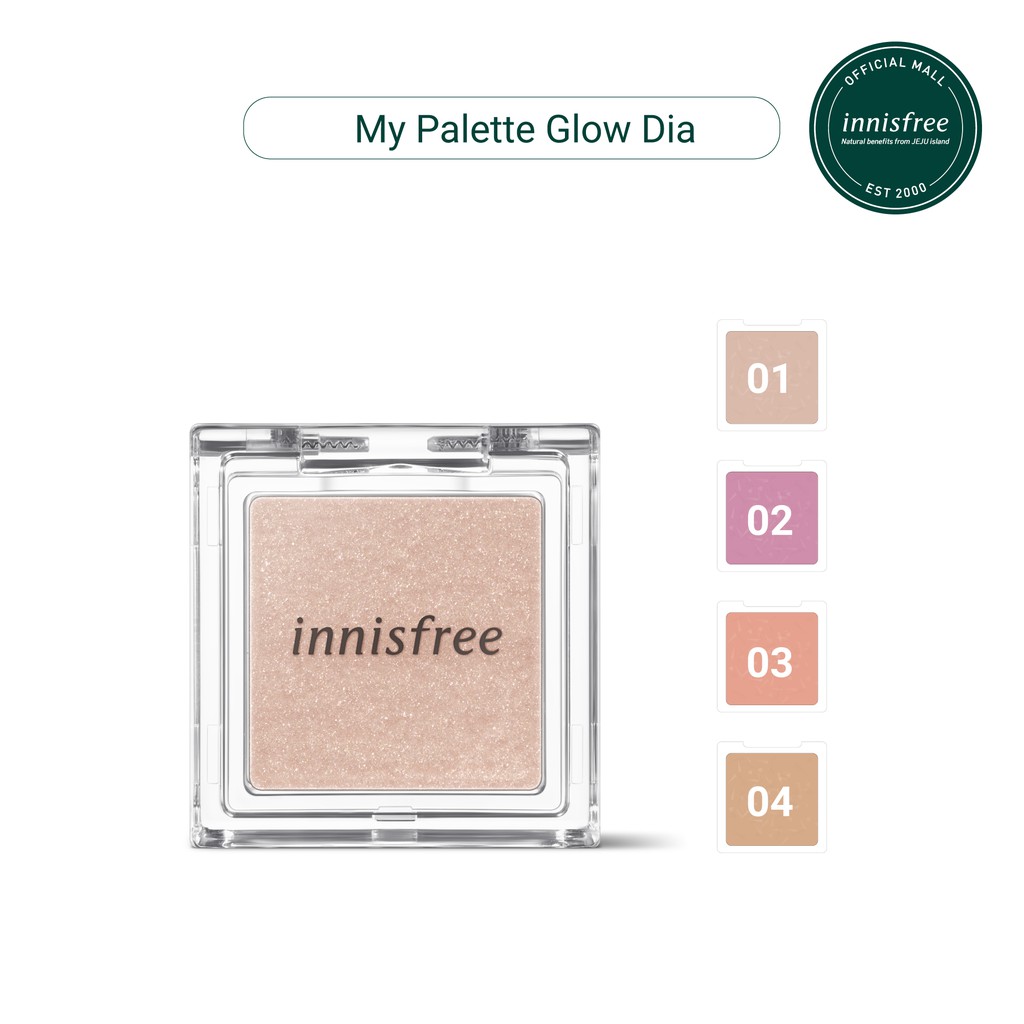 My Palette Glow Dia
OFFICIAL MALL
innisfree
Natural benefits from JEJU island
EST 2000
innisfree
01
02
03
04